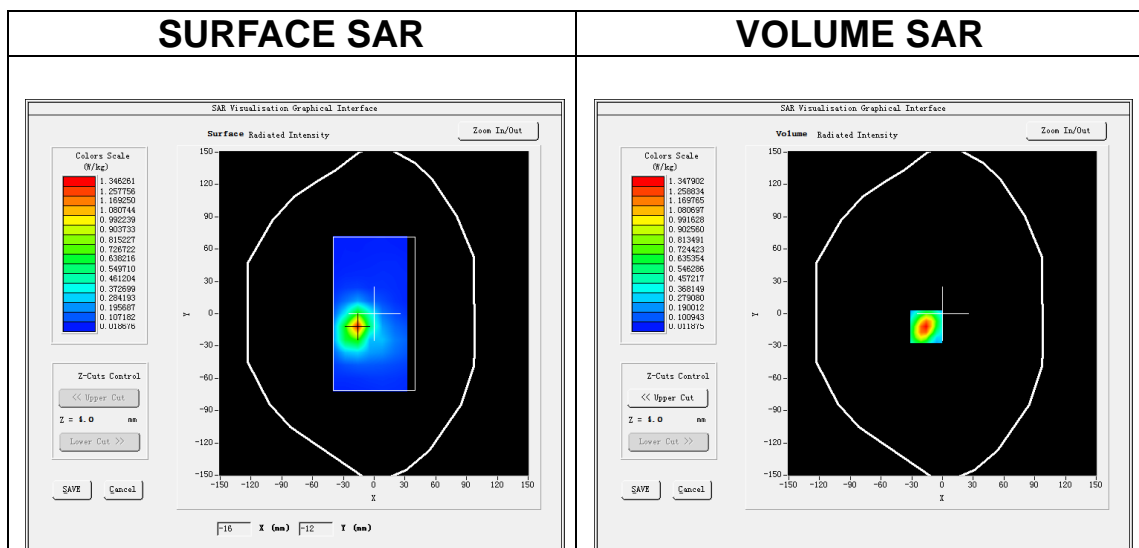 SURFACE SAR
VOLUME SAR
SAR Visualisation Graphical Interface
Surface Radiated Intensity
Zoom In/Out
Colors Scale
(W/kg)
1.346261
1.257756
1.169250
1.080744
0.992239
0.903733
0.815227
0.726722
0.638216
0.549710
0.461204
0.372699
0.284193
0.195687
0.107182
0.018676
150
120
90
60
30
0
-30
-60
-90
-120
-150
Y
-150 -120 -90 -60 -30 0 30 60 90 120 150
X
Z-Cuts Control
<< Upper Cut
Z = 4.0 mm
Lower Cut >>
SAVE Cancel
-16 X (mm) -12 Y (mm)
SAR Visualisation Graphical Interface
Volume Radiated Intensity
Zoom In/Out
Colors Scale
(W/kg)
1.347902
1.258834
1.169765
1.080697
0.991628
0.902560
0.813491
0.724423
0.635354
0.546286
0.457217
0.368149
0.279080
0.190012
0.100943
0.011875
150
120
90
60
30
0
-30
-60
-90
-120
-150
Y
-150 -120 -90 -60 -30 0 30 60 90 120 150
X
Z-Cuts Control
<< Upper Cut
Z = 4.0 mm
Lower Cut >>
SAVE Cancel